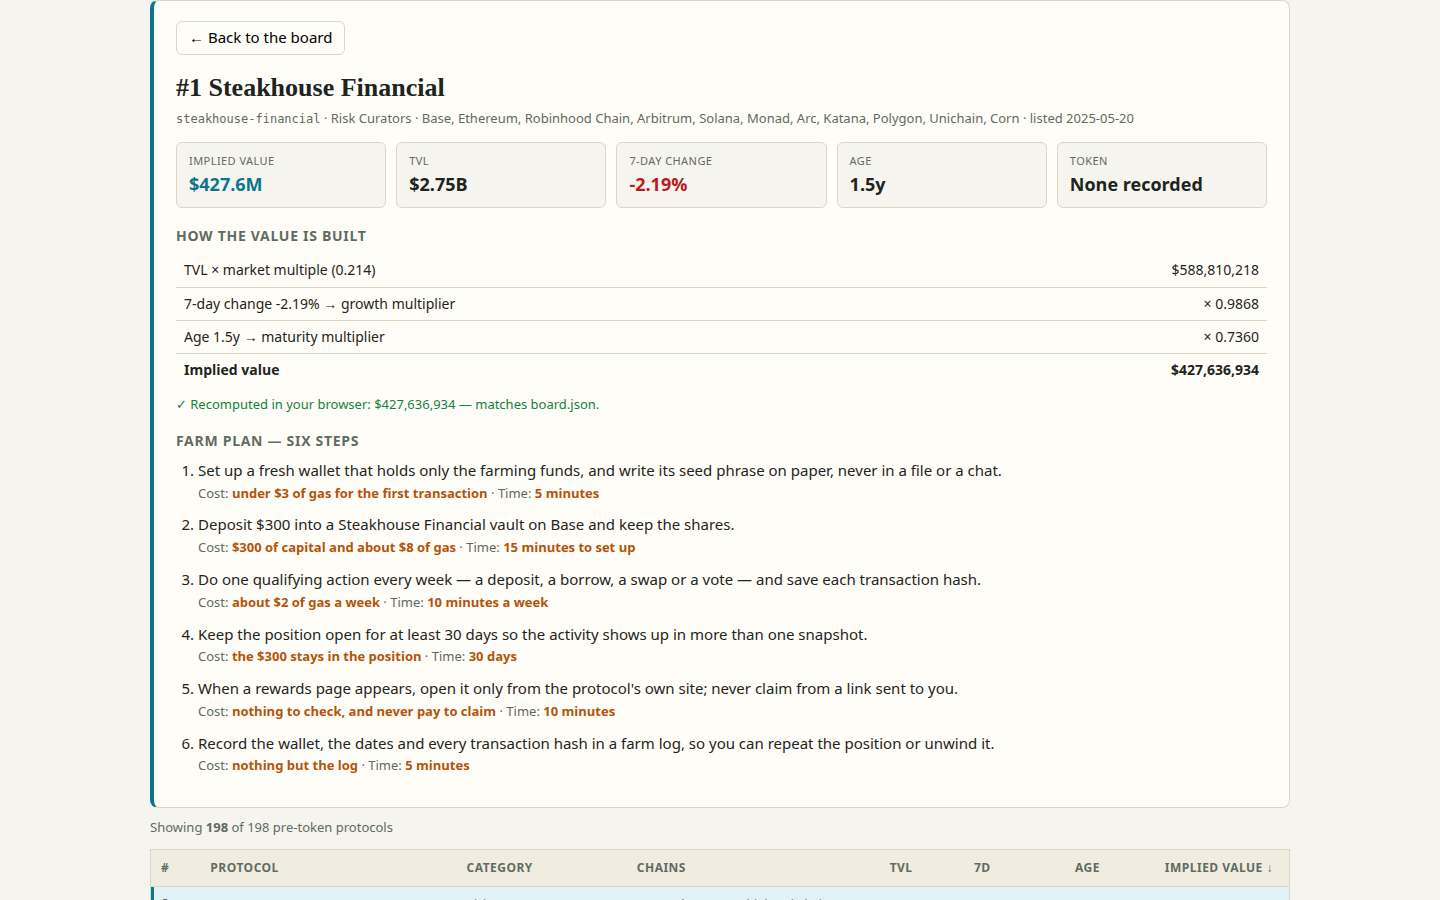 ← Back to the board
#1 Steakhouse Financial
steakhouse-financial · Risk Curators · Base, Ethereum, Robinhood Chain, Arbitrum, Solana, Monad, Arc, Katana, Polygon, Unichain, Corn · listed 2025-05-20
IMPLIED VALUE
$427.6M
TVL
$2.75B
7-DAY CHANGE
-2.19%
AGE
1.5y
TOKEN
None recorded
HOW THE VALUE IS BUILT
TVL × market multiple (0.214) $588,810,218
7-day change -2.19% → growth multiplier × 0.9868
Age 1.5y → maturity multiplier × 0.7360
Implied value $427,636,934
✓ Recomputed in your browser: $427,636,934 — matches board.json.
FARM PLAN — SIX STEPS
1. Set up a fresh wallet that holds only the farming funds, and write its seed phrase on paper, never in a file or a chat.
Cost: under $3 of gas for the first transaction · Time: 5 minutes
2. Deposit $300 into a Steakhouse Financial vault on Base and keep the shares.
Cost: $300 of capital and about $8 of gas · Time: 15 minutes to set up
3. Do one qualifying action every week — a deposit, a borrow, a swap or a vote — and save each transaction hash.
Cost: about $2 of gas a week · Time: 10 minutes a week
4. Keep the position open for at least 30 days so the activity shows up in more than one snapshot.
Cost: the $300 stays in the position · Time: 30 days
5. When a rewards page appears, open it only from the protocol's own site; never claim from a link sent to you.
Cost: nothing to check, and never pay to claim · Time: 10 minutes
6. Record the wallet, the dates and every transaction hash in a farm log, so you can repeat the position or unwind it.
Cost: nothing but the log · Time: 5 minutes
Showing 198 of 198 pre-token protocols
# PROTOCOL CATEGORY CHAINS TVL 7D AGE IMPLIED VALUE ↓